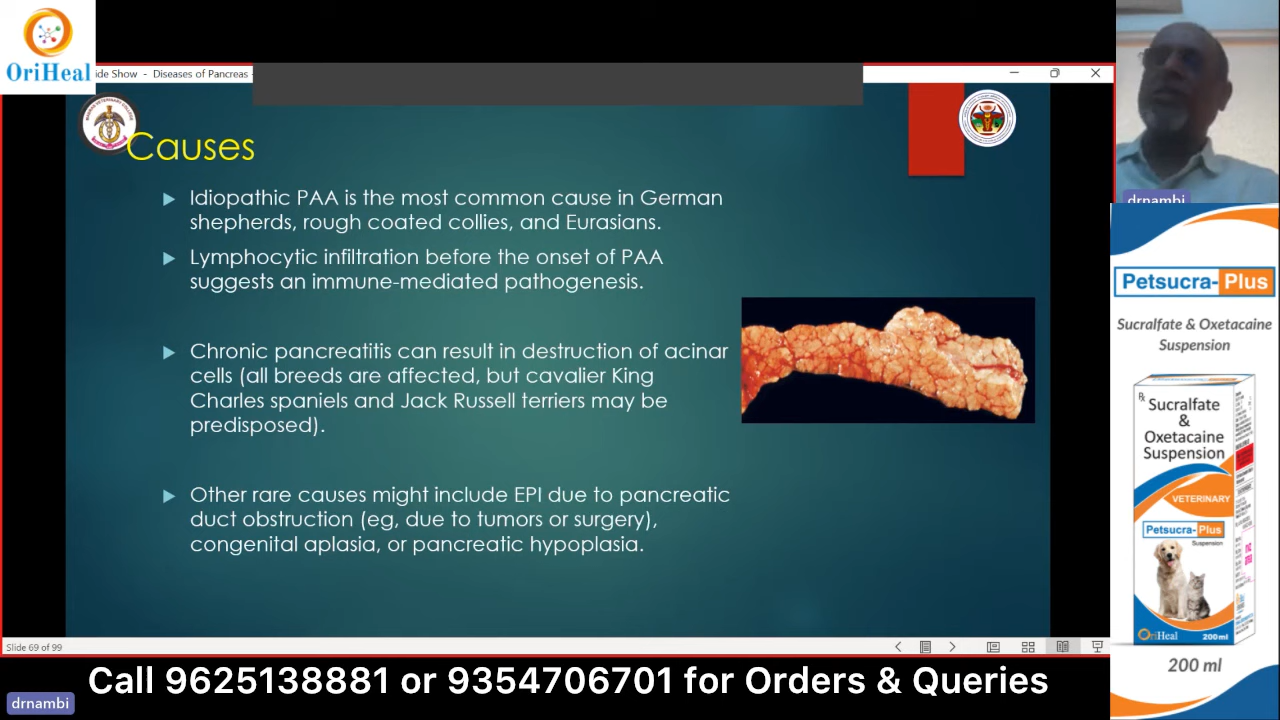 OriHeal
ide Show - Diseases of Pancreas -
Causes
Idiopathic PAA is the most common cause in German
shepherds, rough coated collies, and Eurasians.
Lymphocytic infiltration before the onset of PAA
suggests an immune-mediated pathogenesis.
Chronic pancreatitis can result in destruction of acinar
cells (all breeds are affected, but cavalier King
Charles spaniels and Jack Russell terriers may be
predisposed).
Other rare causes might include EPI due to pancreatic
duct obstruction (eg, due to tumors or surgery),
congenital aplasia, or pancreatic hypoplasia.
Slide 69 of 99
drnambi
Petsucra-Plus
Sucralfate & Oxetacaine
Suspension
Rx
Sucralfate
&
Oxetacaine
Suspension
VETERINARY
Petsucra-Plus
Suspension
OriHeal
200ml
200 ml
Call 9625138881 or 9354706701 for Orders & Queries
drnambi